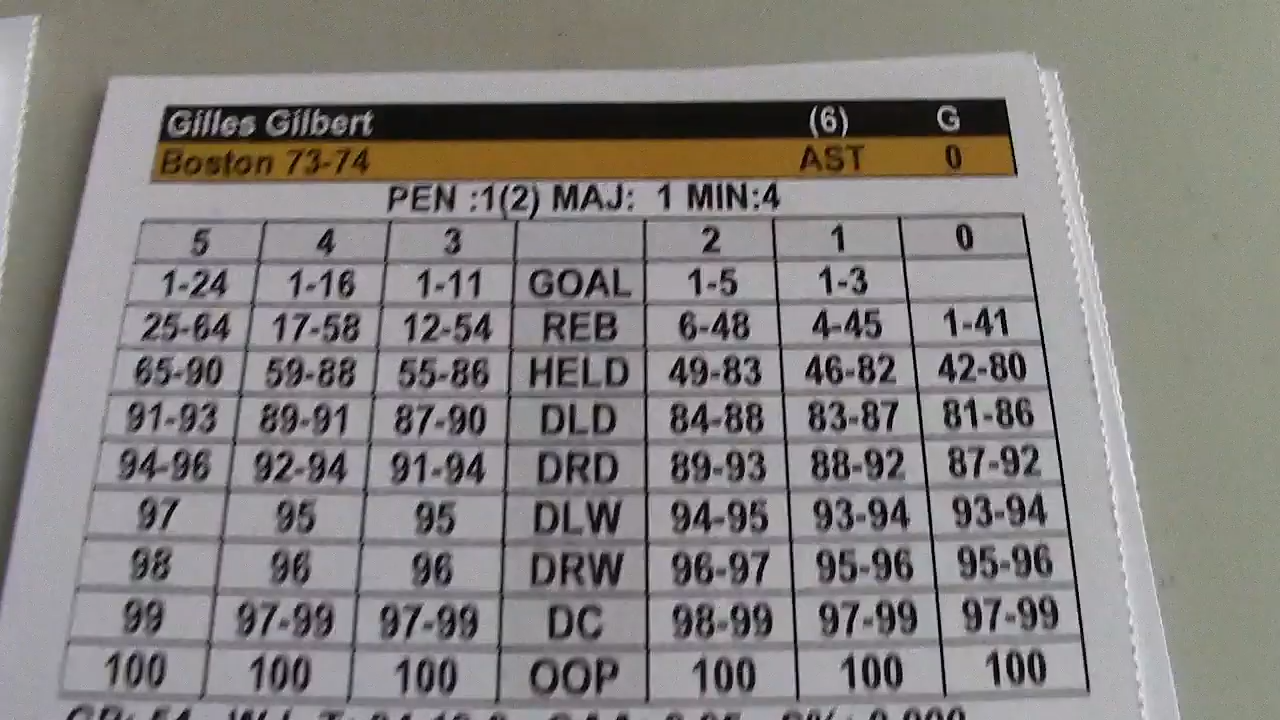 Gilles Gilbert (6) G
Boston 73-74 AST 0
PEN :1(2) MAJ: 1 MIN:4
5 4 3 2 1 0
1-24 1-16 1-11 GOAL 1-5 1-3
25-64 17-58 12-54 REB 6-48 4-45 1-41
65-90 59-88 55-86 HELD 49-83 46-82 42-80
91-93 89-91 87-90 DLD 84-88 83-87 81-86
94-96 92-94 91-94 DRD 89-93 88-92 87-92
97 95 95 DLW 94-95 93-94 93-94
98 96 96 DRW 96-97 95-96 95-96
99 97-99 97-99 DC 98-99 97-99 97-99
100 100 100 OOP 100 100 100